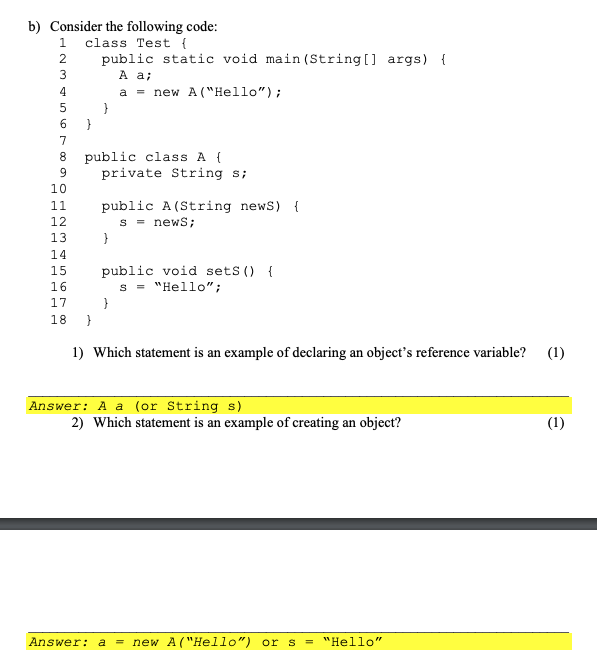 b) Consider the following code:
1 class Test {
2 public static void main(String[] args) {
3 A a;
4 a = new A(“Hello”);
5 }
6 }
7
8 public class A {
9 private String s;
10
11 public A(String newS) {
12 s = newS;
13 }
14
15 public void setS() {
16 s = “Hello”;
17 }
18 }
1) Which statement is an example of declaring an object’s reference variable? (1)
Answer: A a (or String s)
2) Which statement is an example of creating an object? (1)
Answer: a = new A(“Hello”) or s = “Hello”